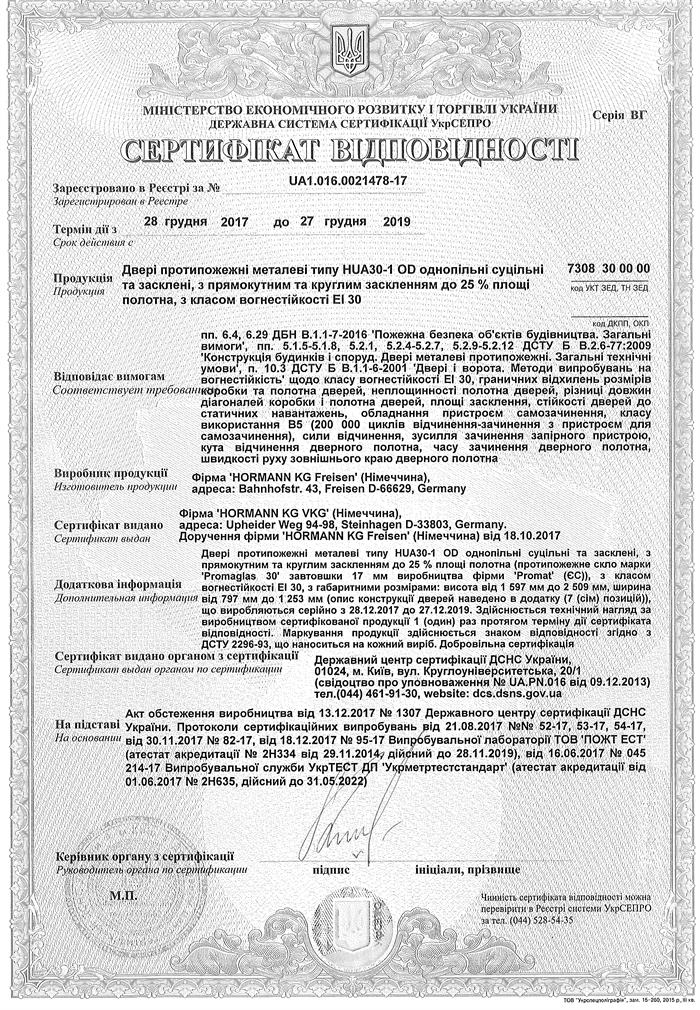 МІНІСТЕРСТВО ЕКОНОМІЧНОГО РОЗВИТКУ І ТОРГІВЛІ УКРАЇНИ
Серія ВГ
ДЕРЖАВНА СИСТЕМА СЕРТИФІКАЦІЇ УкрСЕПРО
СЕРТИФІКАТ ВІДПОВІДНОСТІ
Зареєстровано в Реєстрі за № UA1.016.0021478-17
Зарегистрирован в Реестре
Термін дії з 28 грудня 2017 до 27 грудня 2019
Срок действия с
Продукція
Продукция
Двері протипожежні металеві типу HUA30-1 OD однопільні суцільні
та засклені, з прямокутним та круглим заскленням до 25 % площі
полотна, з класом вогнестійкості EI 30
7308 30 00 00
код УКТ ЗЕД, ТН ЗЕД
код ДКПП, ОКП
Відповідає вимогам
Соответствует требованиям
пп. 6.4, 6.29 ДБН В.1.1-7-2016 'Пожежна безпека об'єктів будівництва. Загальні
вимоги', пп. 5.1.5-5.1.8, 5.2.1, 5.2.4-5.2.7, 5.2.9-5.2.12 ДСТУ Б В.2.6-77:2009
'Конструкція будинків і споруд. Двері металеві протипожежні. Загальні технічні
умови', п. 10.3 ДСТУ Б В.1.1-6-2001 'Двері і ворота. Методи випробувань на
вогнестійкість' щодо класу вогнестійкості EI 30, граничних відхилень розмірів
коробки та полотна дверей, неплощинності полотна дверей, різниці довжин
діагоналей коробки і полотна дверей, площі засклення, стійкості дверей до
статичних навантажень, обладнання пристроєм самозачинення, класу
використання В5 (200 000 циклів відчинення-зачинення з пристроєм для
самозачинення), сили відчинення, зусилля зачинення запірного пристрою,
кута відчинення дверного полотна, часу зачинення дверного полотна,
швидкості руху зовнішнього краю дверного полотна
Виробник продукції
Изготовитель продукции
Фірма 'HORMANN KG Freisen' (Німеччина),
адреса: Bahnhofstr. 43, Freisen D-66629, Germany
Сертифікат видано
Сертификат выдан
Фірма 'HORMANN KG VKG' (Німеччина),
адреса: Upheider Weg 94-98, Steinhagen D-33803, Germany.
Доручення фірми 'HORMANN KG Freisen' (Німеччина) від 18.10.2017
Додаткова інформація
Дополнительная информация
Двері протипожежні металеві типу HUA30-1 OD однопільні суцільні та засклені, з
прямокутним та круглим заскленням до 25 % площі полотна (протипожежне скло марки
'Promaglas 30' завтовшки 17 мм виробництва фірми 'Promat' (ЄС)), з класом
вогнестійкості EI 30, з габаритними розмірами: висота від 1 597 мм до 2 509 мм, ширина
від 797 мм до 1 253 мм (опис конструкції дверей наведено в додатку (7 (сім) позицій)),
що виробляються серійно з 28.12.2017 до 27.12.2019. Здійснюється технічний нагляд за
виробництвом сертифікованої продукції 1 (один) раз протягом терміну дії сертифіката
відповідності. Маркування продукції здійснюється знаком відповідності згідно з
ДСТУ 2296-93, що наноситься на кожний виріб. Добровільна сертифікація
Сертифікат видано органом з сертифікації
Сертификат выдан органом по сертификации
Державний центр сертифікації ДСНС України,
01024, м. Київ, вул. Круглоуніверситетська, 20/1
(свідоцтво про уповноваження № UA.PN.016 від 09.12.2013)
тел.(044) 461-91-30, website: dcs.dsns.gov.ua
На підставі
На основании
Акт обстеження виробництва від 13.12.2017 № 1307 Державного центру сертифікації ДСНС
України. Протоколи сертифікаційних випробувань від 21.08.2017 №№ 52-17, 53-17, 54-17,
від 30.11.2017 № 82-17, від 18.12.2017 № 95-17 Випробувальної лабораторії ТОВ 'ПОЖТ ЕСТ'
(атестат акредитації № 2Н334 від 29.11.2014, дійсний до 28.11.2019), від 16.06.2017 № 045
214-17 Випробувальної служби УкрТЕСТ ДП 'Укрметртестстандарт' (атестат акредитації від
01.06.2017 № 2Н635, дійсний до 31.05.2022)
Керівник органу з сертифікації
Руководитель органа по сертификации
підпис
ініціали, прізвище
М.П.
Чинність сертифіката відповідності можна
перевірити в Реєстрі системи УкрСЕПРО
за тел. (044) 528-54-35
ТОВ "Укрспецполіграфія", зам. 15-260, 2015 р., III кв.